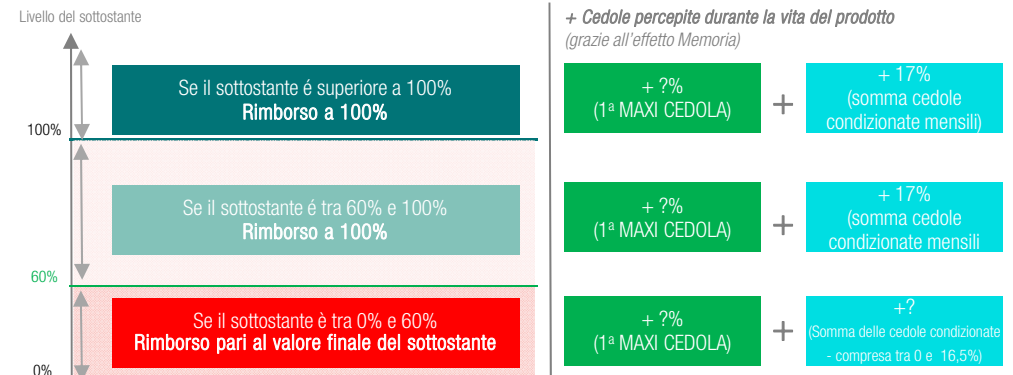 Livello del sottostante
+ Cedole percepite durante la vita del prodotto
(grazie all'effetto Memoria)
Se il sottostante é superiore a 100%
Rimborso a 100%
+ ?%
(1ª MAXI CEDOLA)
+
+ 17%
(somma cedole
condizionate mensili)
100%
Se il sottostante é tra 60% e 100%
Rimborso a 100%
+ ?%
(1ª MAXI CEDOLA)
+
+ 17%
(somma cedole
condizionate mensili
60%
Se il sottostante è tra 0% e 60%
Rimborso pari al valore finale del sottostante
+ ?%
(1ª MAXI CEDOLA)
+
+?
(Somma delle cedole condizionate
- compresa tra 0 e 16,5%)
0%